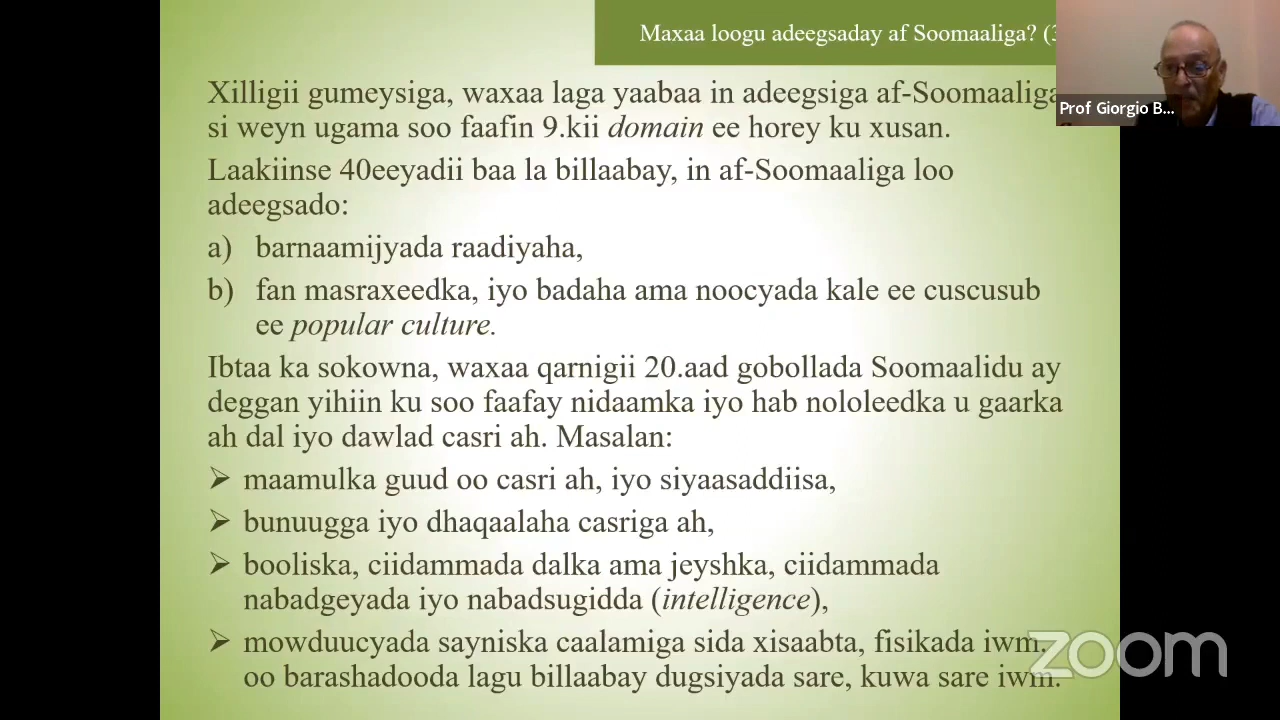 Maxaa loogu adeegsaday af Soomaaliga? (3
Prof Giorgio B...
Xilligii gumeysiga, waxaa laga yaabaa in adeegsiga af-Soomaaliga
si weyn ugama soo faafin 9.kii domain ee horey ku xusan.
Laakiinse 40eeyadii baa la billaabay, in af-Soomaaliga loo
adeegsado:
a) barnaamijyada raadiyaha,
b) fan masraxeedka, iyo badaha ama noocyada kale ee cuscusub
ee popular culture.
Ibtaa ka sokowna, waxaa qarnigii 20.aad gobollada Soomaalidu ay
deggan yihiin ku soo faafay nidaamka iyo hab nololeedka u gaarka
ah dal iyo dawlad casri ah. Masalan:
➢ maamulka guud oo casri ah, iyo siyaasaddiisa,
➢ bunuugga iyo dhaqaalaha casriga ah,
➢ booliska, ciidammada dalka ama jeyshka, ciidammada
nabadgeyada iyo nabadsugidda (intelligence),
➢ mowduucyada sayniska caalamiga sida xisaabta, fisikada iwm.
oo barashadooda lagu billaabay dugsiyada sare, kuwa sare iwm.
zoom